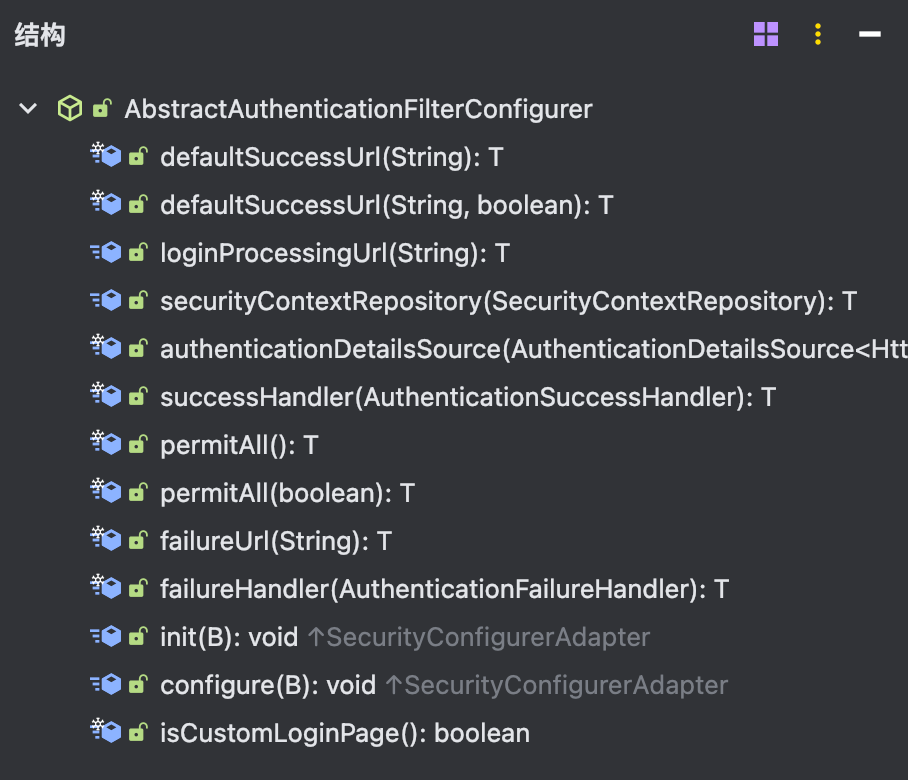 结构
AbstractAuthenticationFilterConfigurer
defaultSuccessUrl(String): T
defaultSuccessUrl(String, boolean): T
loginProcessingUrl(String): T
securityContextRepository(SecurityContextRepository): T
authenticationDetailsSource(AuthenticationDetailsSource<Htt
successHandler(AuthenticationSuccessHandler): T
permitAll(): T
permitAll(boolean): T
failureUrl(String): T
failureHandler(AuthenticationFailureHandler): T
init(B): void ↑SecurityConfigurerAdapter
configure(B): void ↑SecurityConfigurerAdapter
isCustomLoginPage(): boolean